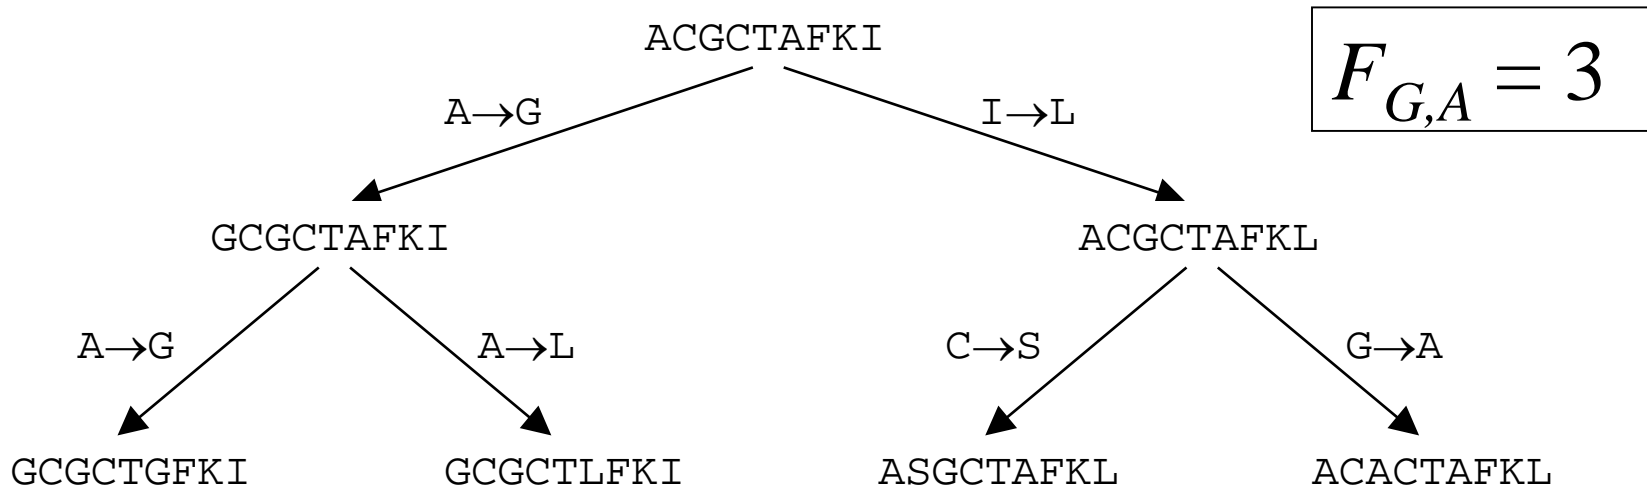 ACGCTAFKI
F_{G,A} = 3
A→G
I→L
GCGCTAFKI
ACGCTAFKL
A→G
A→L
C→S
G→A
GCGCTGFKI
GCGCTLFKI
ASGCTAFKL
ACACTAFKL